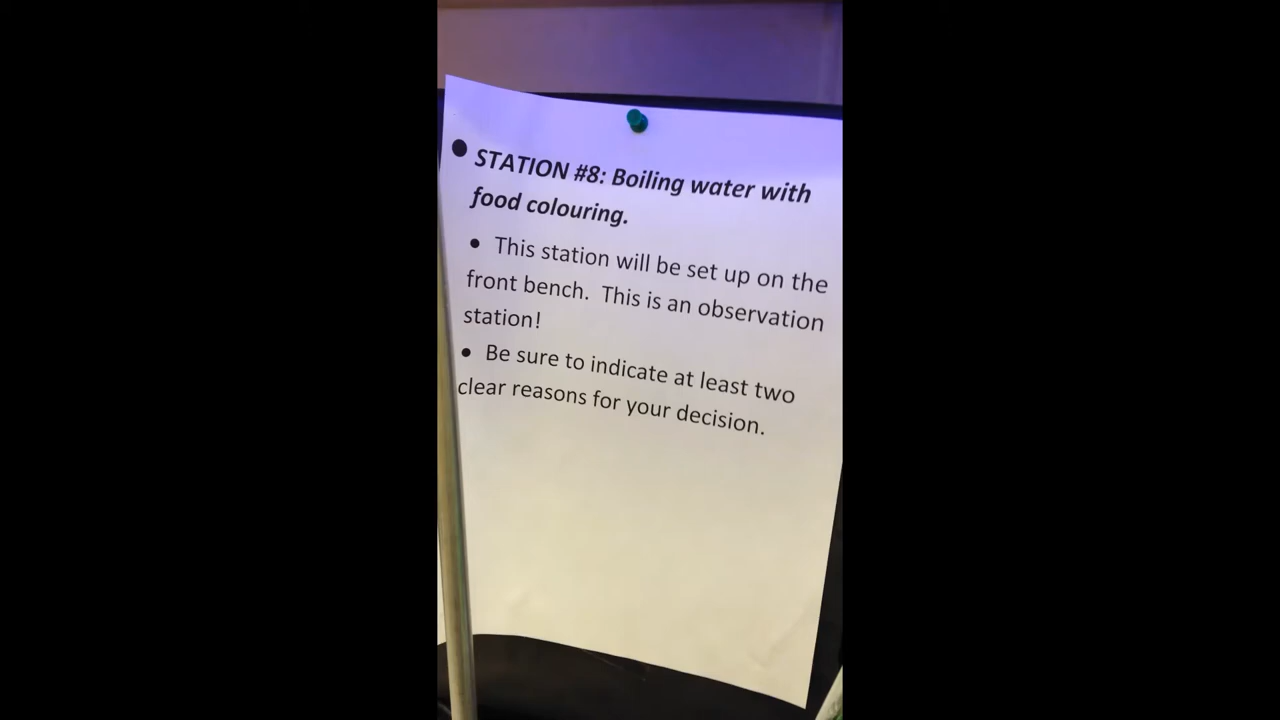 ● STATION #8: Boiling water with
food colouring.
● This station will be set up on the
front bench. This is an observation
station!
● Be sure to indicate at least two
clear reasons for your decision.